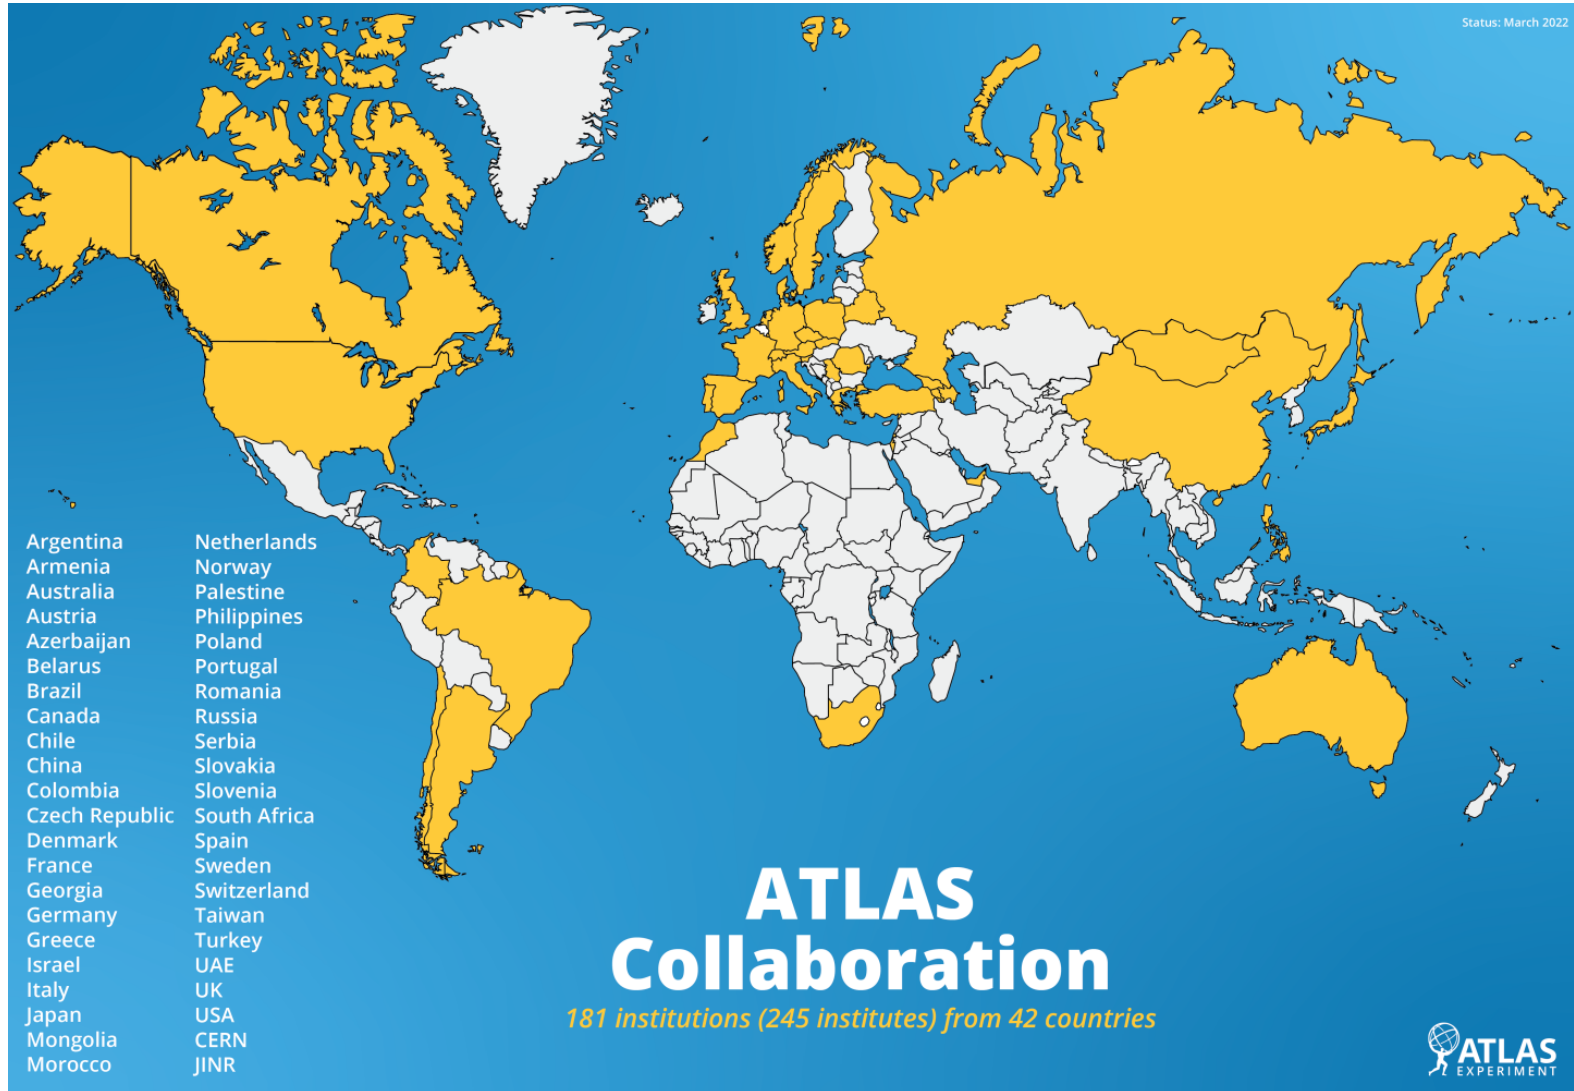 Status: March 2022
Argentina
Armenia
Australia
Austria
Azerbaijan
Belarus
Brazil
Canada
Chile
China
Colombia
Czech Republic
Denmark
France
Georgia
Germany
Greece
Israel
Italy
Japan
Mongolia
Morocco
Netherlands
Norway
Palestine
Philippines
Poland
Portugal
Romania
Russia
Serbia
Slovakia
Slovenia
South Africa
Spain
Sweden
Switzerland
Taiwan
Turkey
UAE
UK
USA
CERN
JINR
ATLAS
Collaboration
181 institutions (245 institutes) from 42 countries
ATLAS
EXPERIMENT